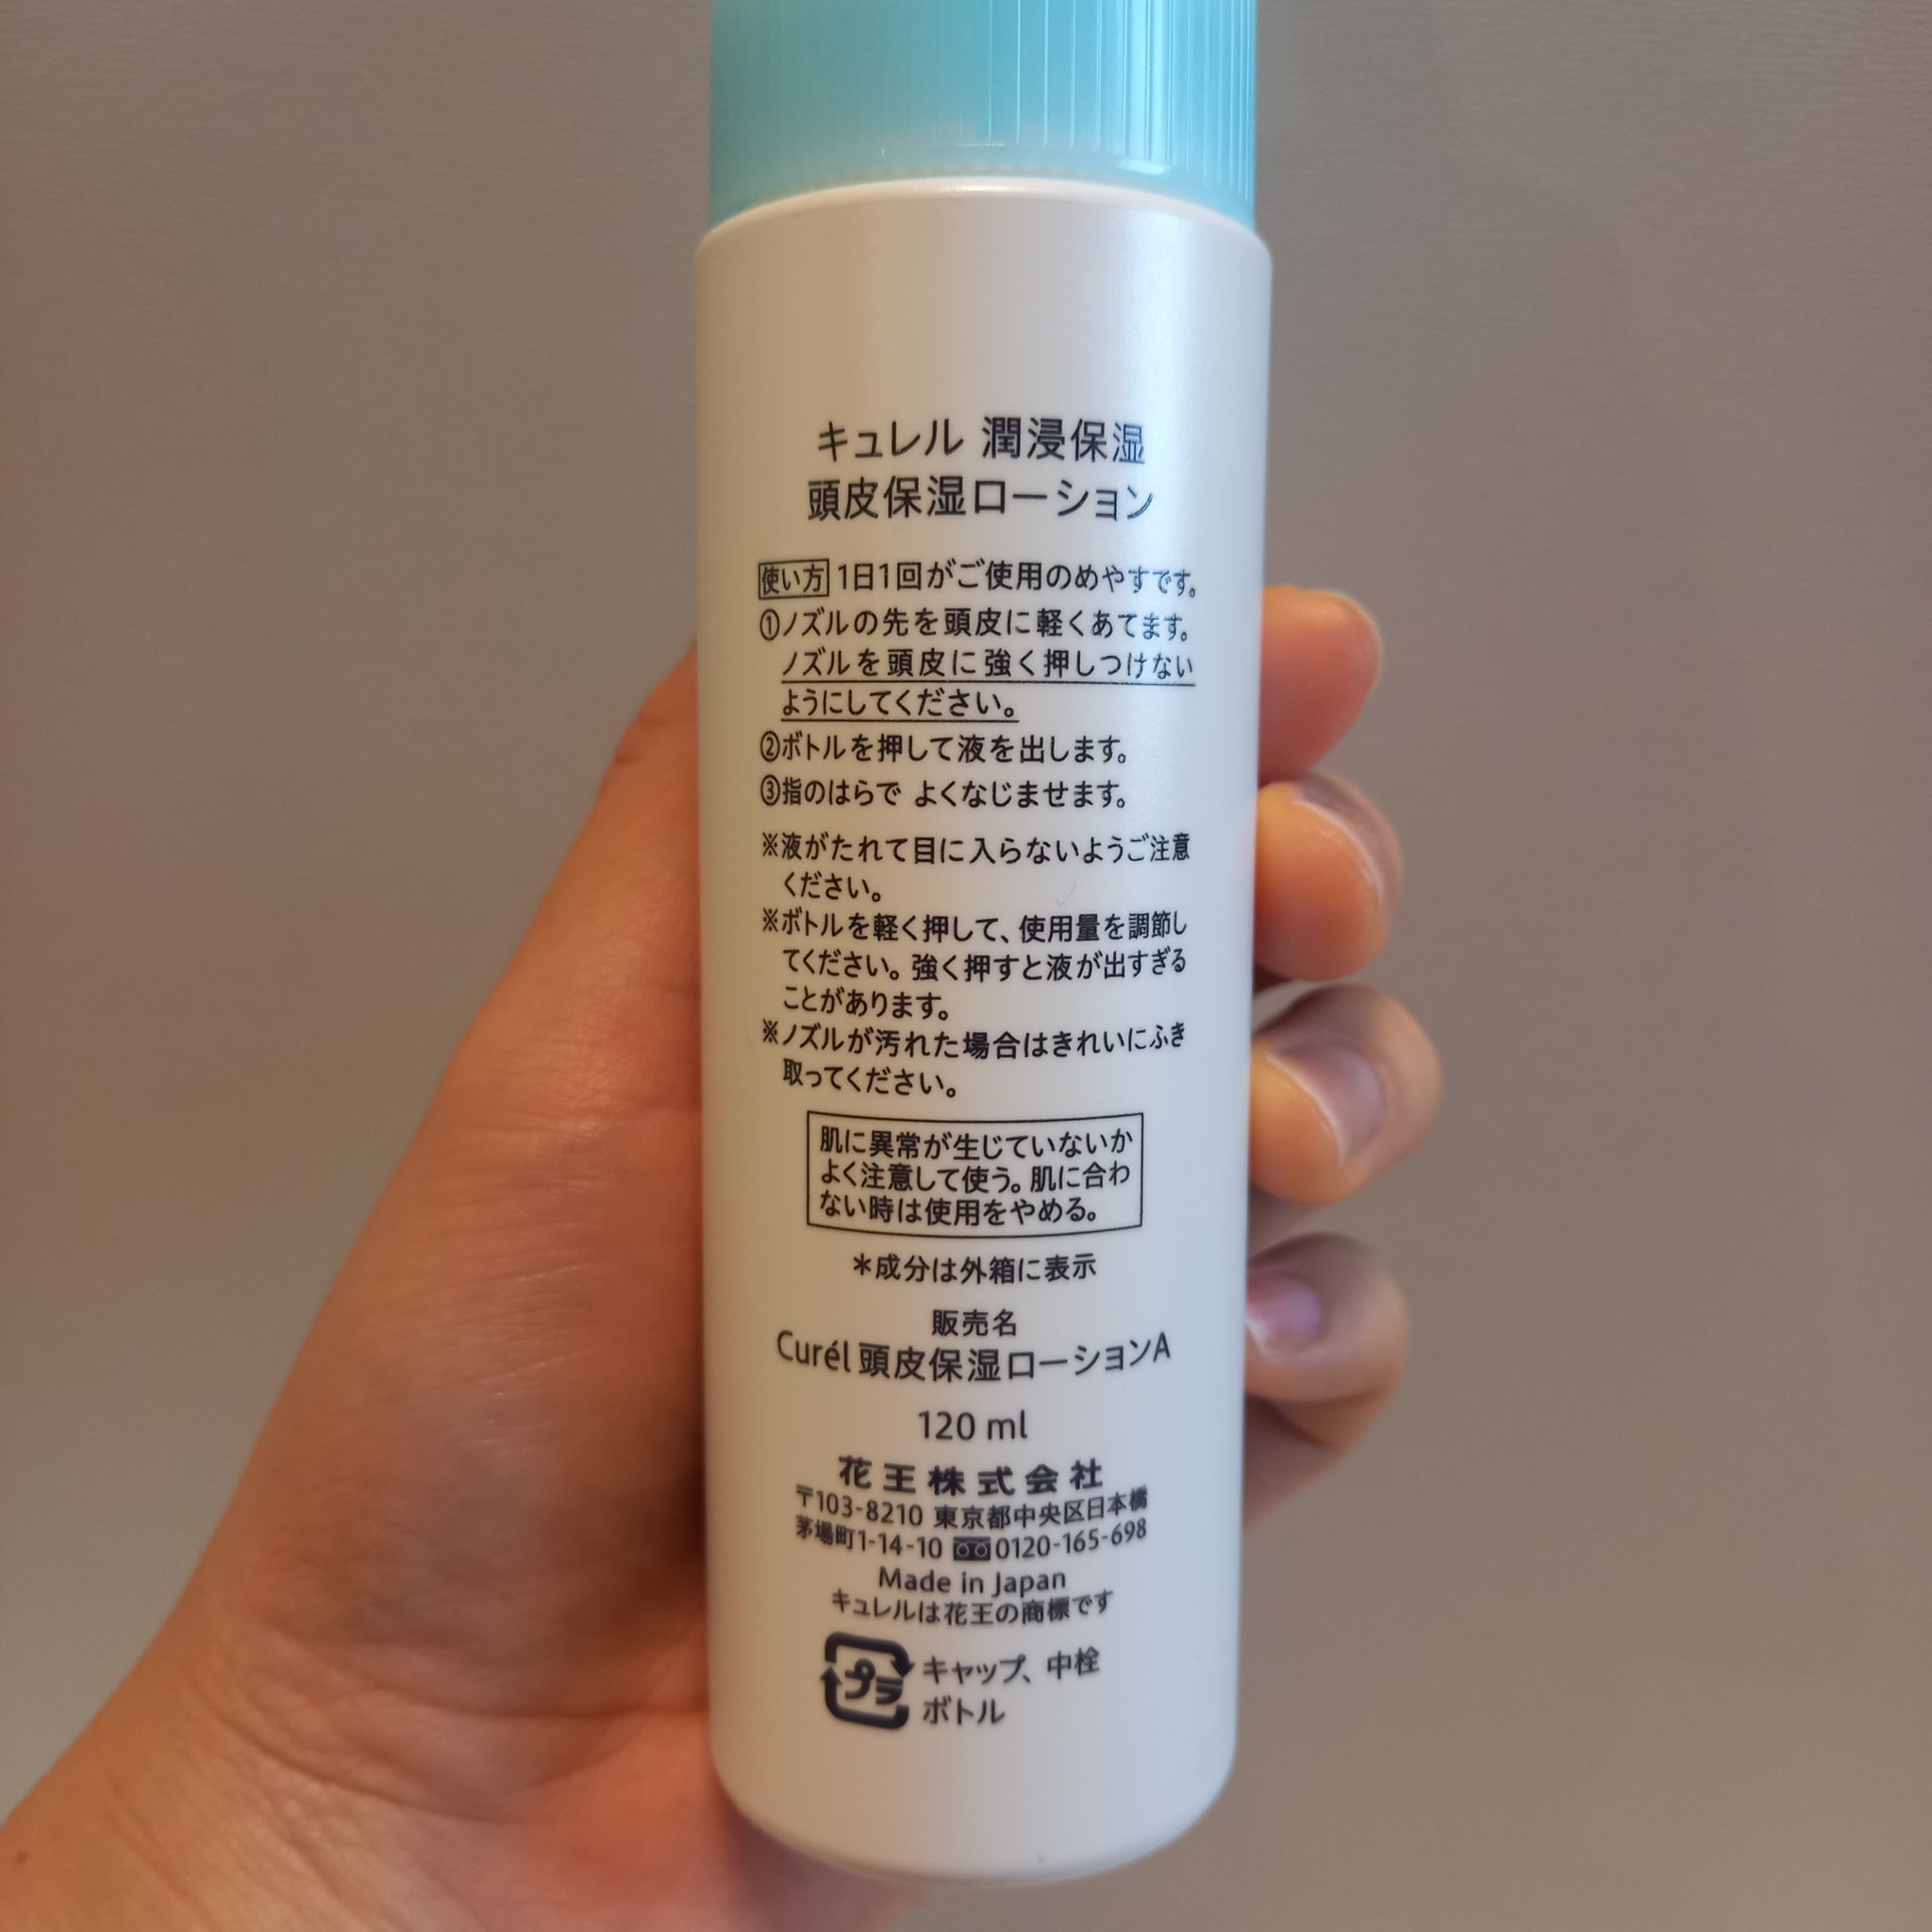 キュレル 潤浸保湿
頭皮保湿ローション
使い方 1日1回がご使用のめやすです。
①ノズルの先を頭皮に軽くあてます。
ノズルを頭皮に強く押しつけない
ようにしてください。
②ボトルを押して液を出します。
③指のはらで よくなじませます。
※液がたれて目に入らないようご注意
ください。
※ボトルを軽く押して、使用量を調節し
てください。強く押すと液が出すぎる
ことがあります。
※ノズルが汚れた場合はきれいにふき
取ってください。
肌に異常が生じていないか
よく注意して使う。肌に合わ
ない時は使用をやめる。
＊成分は外箱に表示
販売名
Curél 頭皮保湿ローションA
120 ml
花王株式会社
〒103-8210 東京都中央区日本橋
茅場町1-14-10 0120-165-698
Made in Japan
キュレルは花王の商標です
プラ キャップ、中栓
ボトル